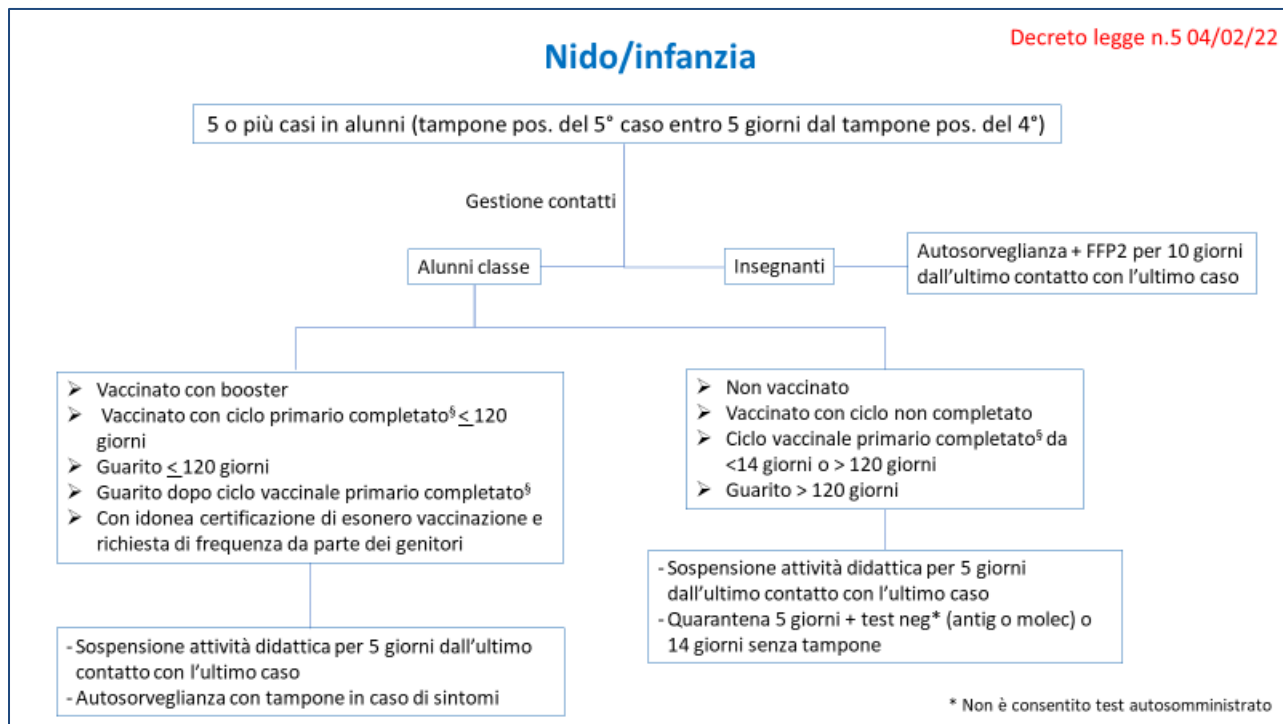 Decreto legge n.5 04/02/22
Nido/infanzia
5 o più casi in alunni (tampone pos. del 5° caso entro 5 giorni dal tampone pos. del 4°)
Gestione contatti
Alunni classe
Insegnanti
Autosorveglianza + FFP2 per 10 giorni
dall'ultimo contatto con l'ultimo caso
➢ Vaccinato con booster
➢ Vaccinato con ciclo primario completato§ < 120
giorni
➢ Guarito < 120 giorni
➢ Guarito dopo ciclo vaccinale primario completato§
➢ Con idonea certificazione di esonero vaccinazione e
richiesta di frequenza da parte dei genitori
➢ Non vaccinato
➢ Vaccinato con ciclo non completato
➢ Ciclo vaccinale primario completato§ da
<14 giorni o > 120 giorni
➢ Guarito > 120 giorni
- Sospensione attività didattica per 5 giorni dall'ultimo
contatto con l'ultimo caso
- Autosorveglianza con tampone in caso di sintomi
- Sospensione attività didattica per 5 giorni
dall'ultimo contatto con l'ultimo caso
- Quarantena 5 giorni + test neg* (antig o molec) o
14 giorni senza tampone
* Non è consentito test autosomministrato